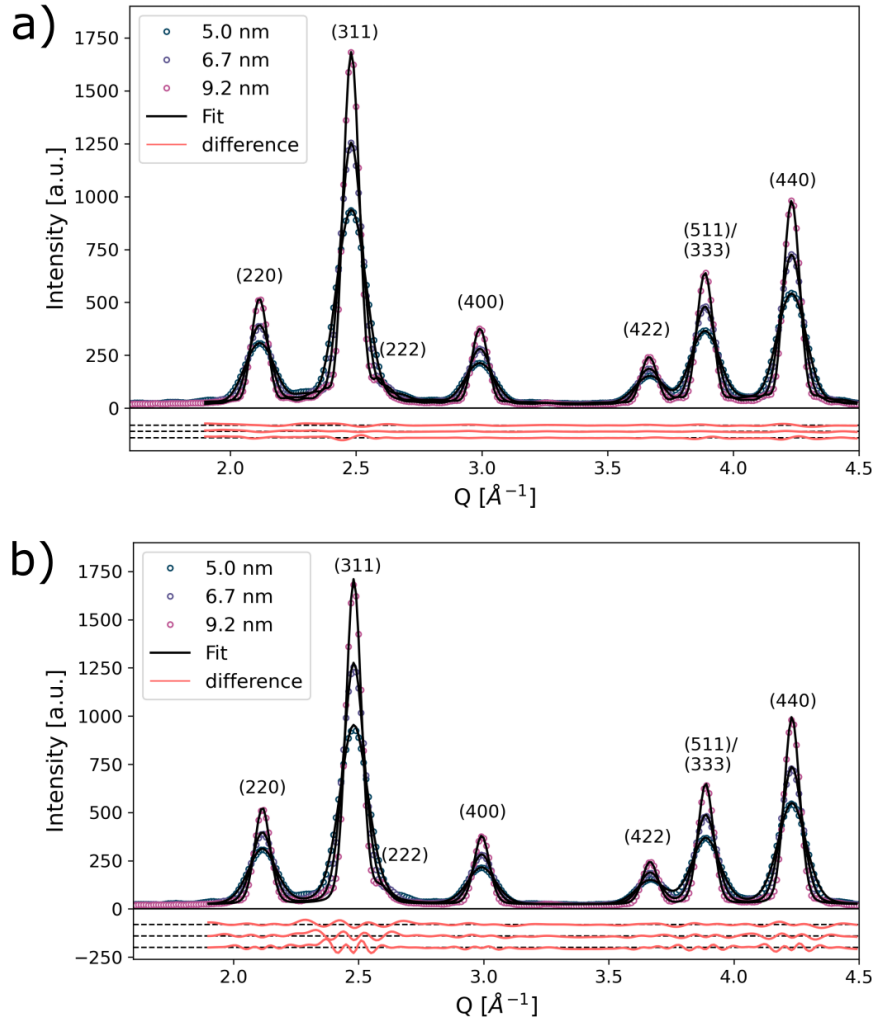 a)
5.0 nm
6.7 nm
9.2 nm
Fit
difference
(220)
(311)
(222)
(400)
(422)
(511)/
(333)
(440)
Intensity [a.u.]
1750
1500
1250
1000
750
500
250
0
2.0
2.5
3.0
3.5
4.0
4.5
Q [Å⁻¹]
b)
5.0 nm
6.7 nm
9.2 nm
Fit
difference
(220)
(311)
(222)
(400)
(422)
(511)/
(333)
(440)
Intensity [a.u.]
1750
1500
1250
1000
750
500
250
0
−250
2.0
2.5
3.0
3.5
4.0
4.5
Q [Å⁻¹]